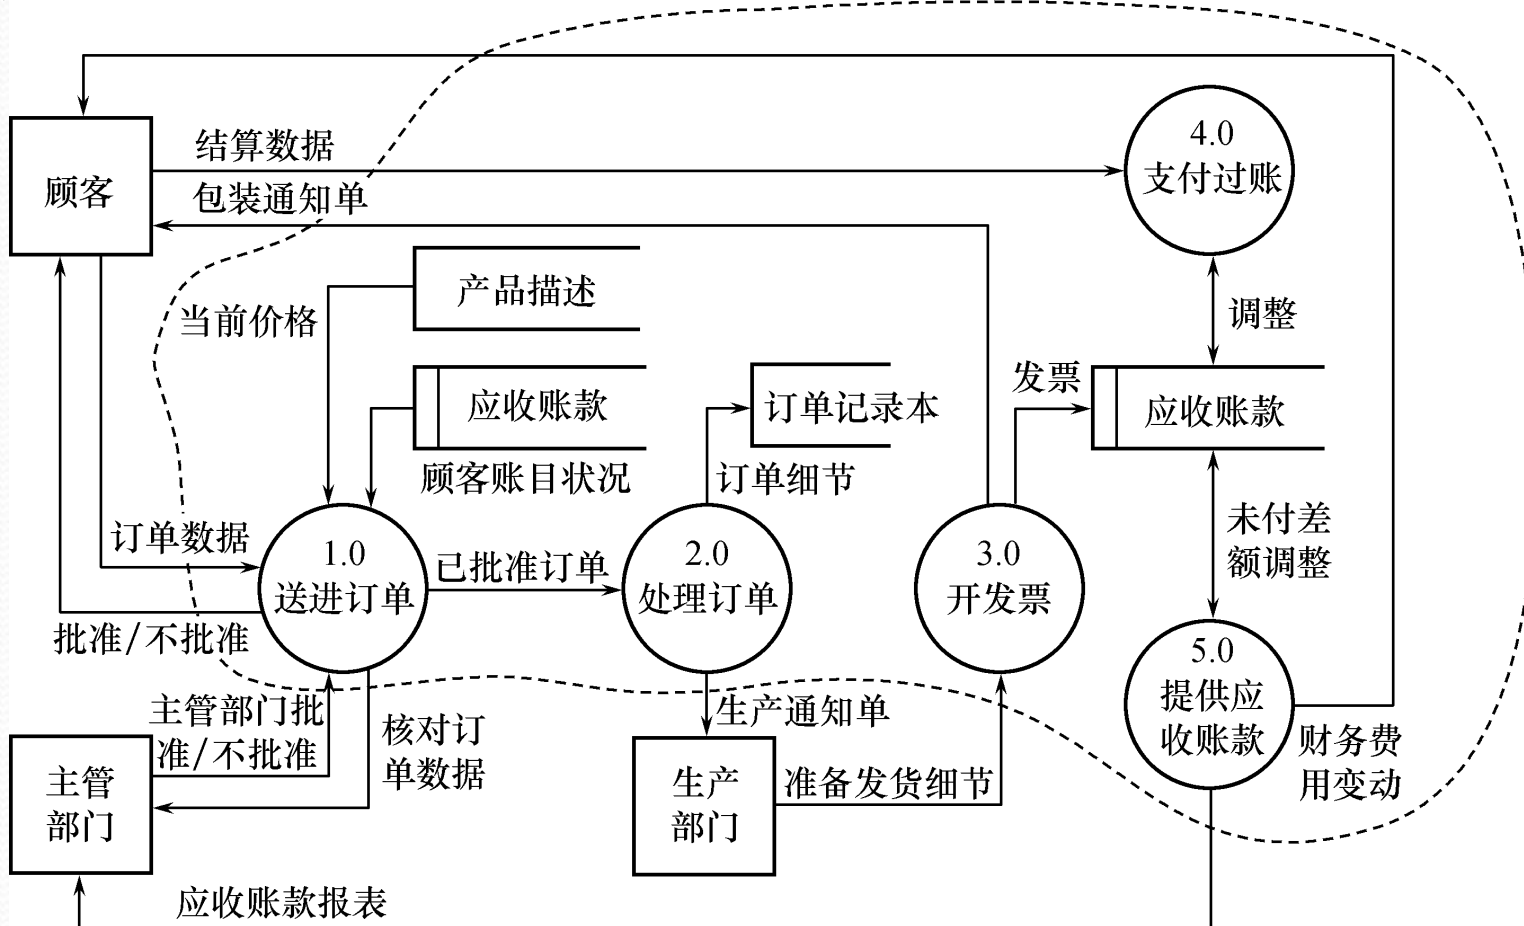 4.0
支付过账
结算数据
顾客
包装通知单
产品描述
当前价格
调整
发票
应收账款
订单记录本
应收账款
顾客账目状况
订单细节
订单数据
1.0
送进订单
已批准订单
2.0
处理订单
3.0
开发票
未付差
额调整
批准/不批准
5.0
提供应
收账款
主管部门批
准/不批准
核对订
单数据
生产通知单
财务费
用变动
主管
部门
生产
部门
准备发货细节
应收账款报表